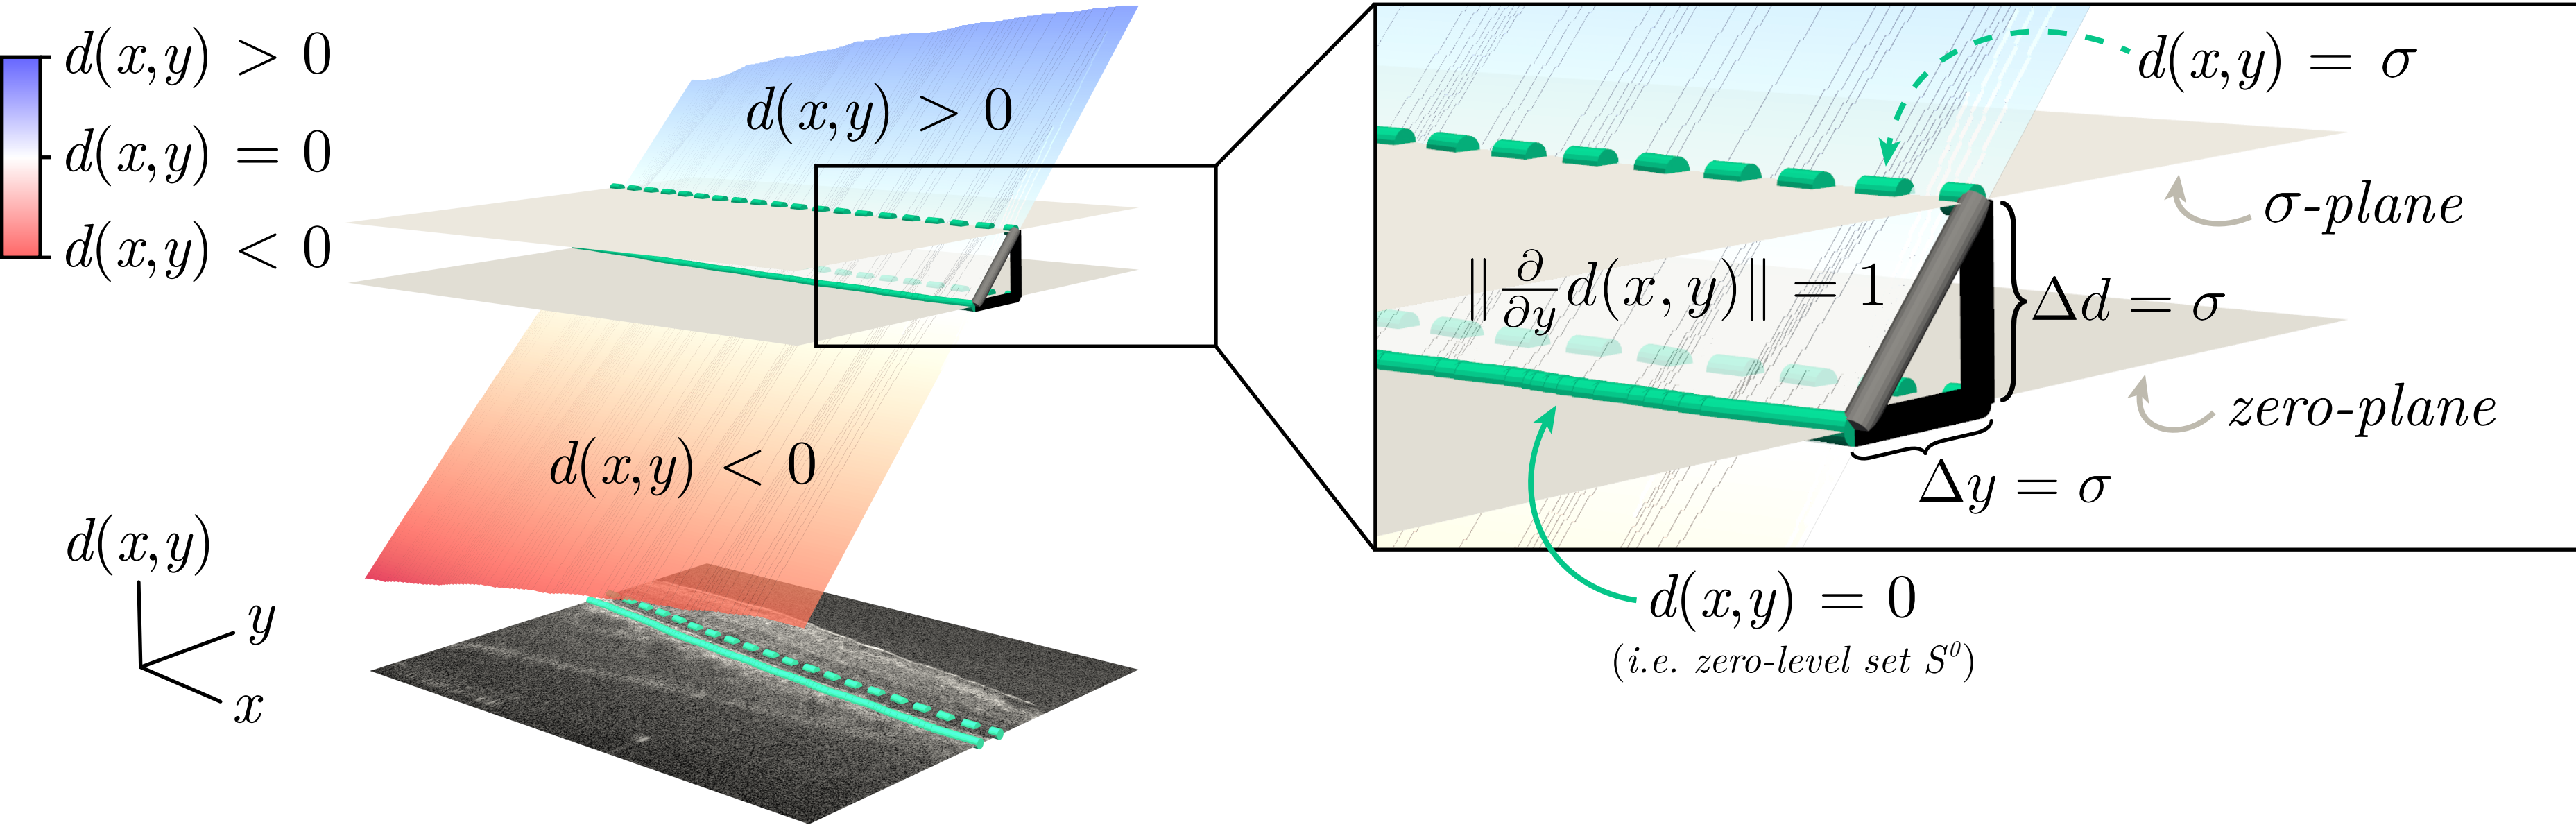 d(x,y) > 0
d(x,y) = 0
d(x,y) < 0
d(x,y) > 0
d(x,y) < 0
d(x,y)
y
x
d(x,y) = σ
σ-plane
‖ ∂/∂y d(x, y)‖ = 1
Δd = σ
zero-plane
Δy = σ
d(x,y) = 0
(i.e. zero-level set S⁰)